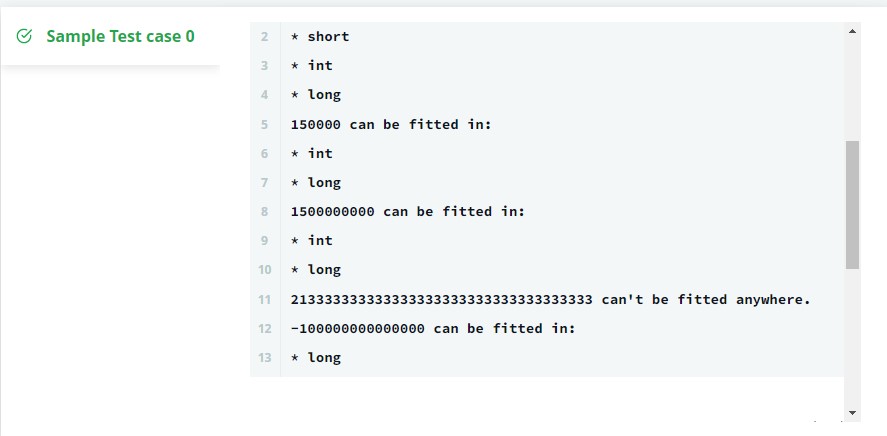 Sample Test case 0
2 * short
3 * int
4 * long
5 150000 can be fitted in:
6 * int
7 * long
8 1500000000 can be fitted in:
9 * int
10 * long
11 213333333333333333333333333333333333 can't be fitted anywhere.
12 -100000000000000 can be fitted in:
13 * long